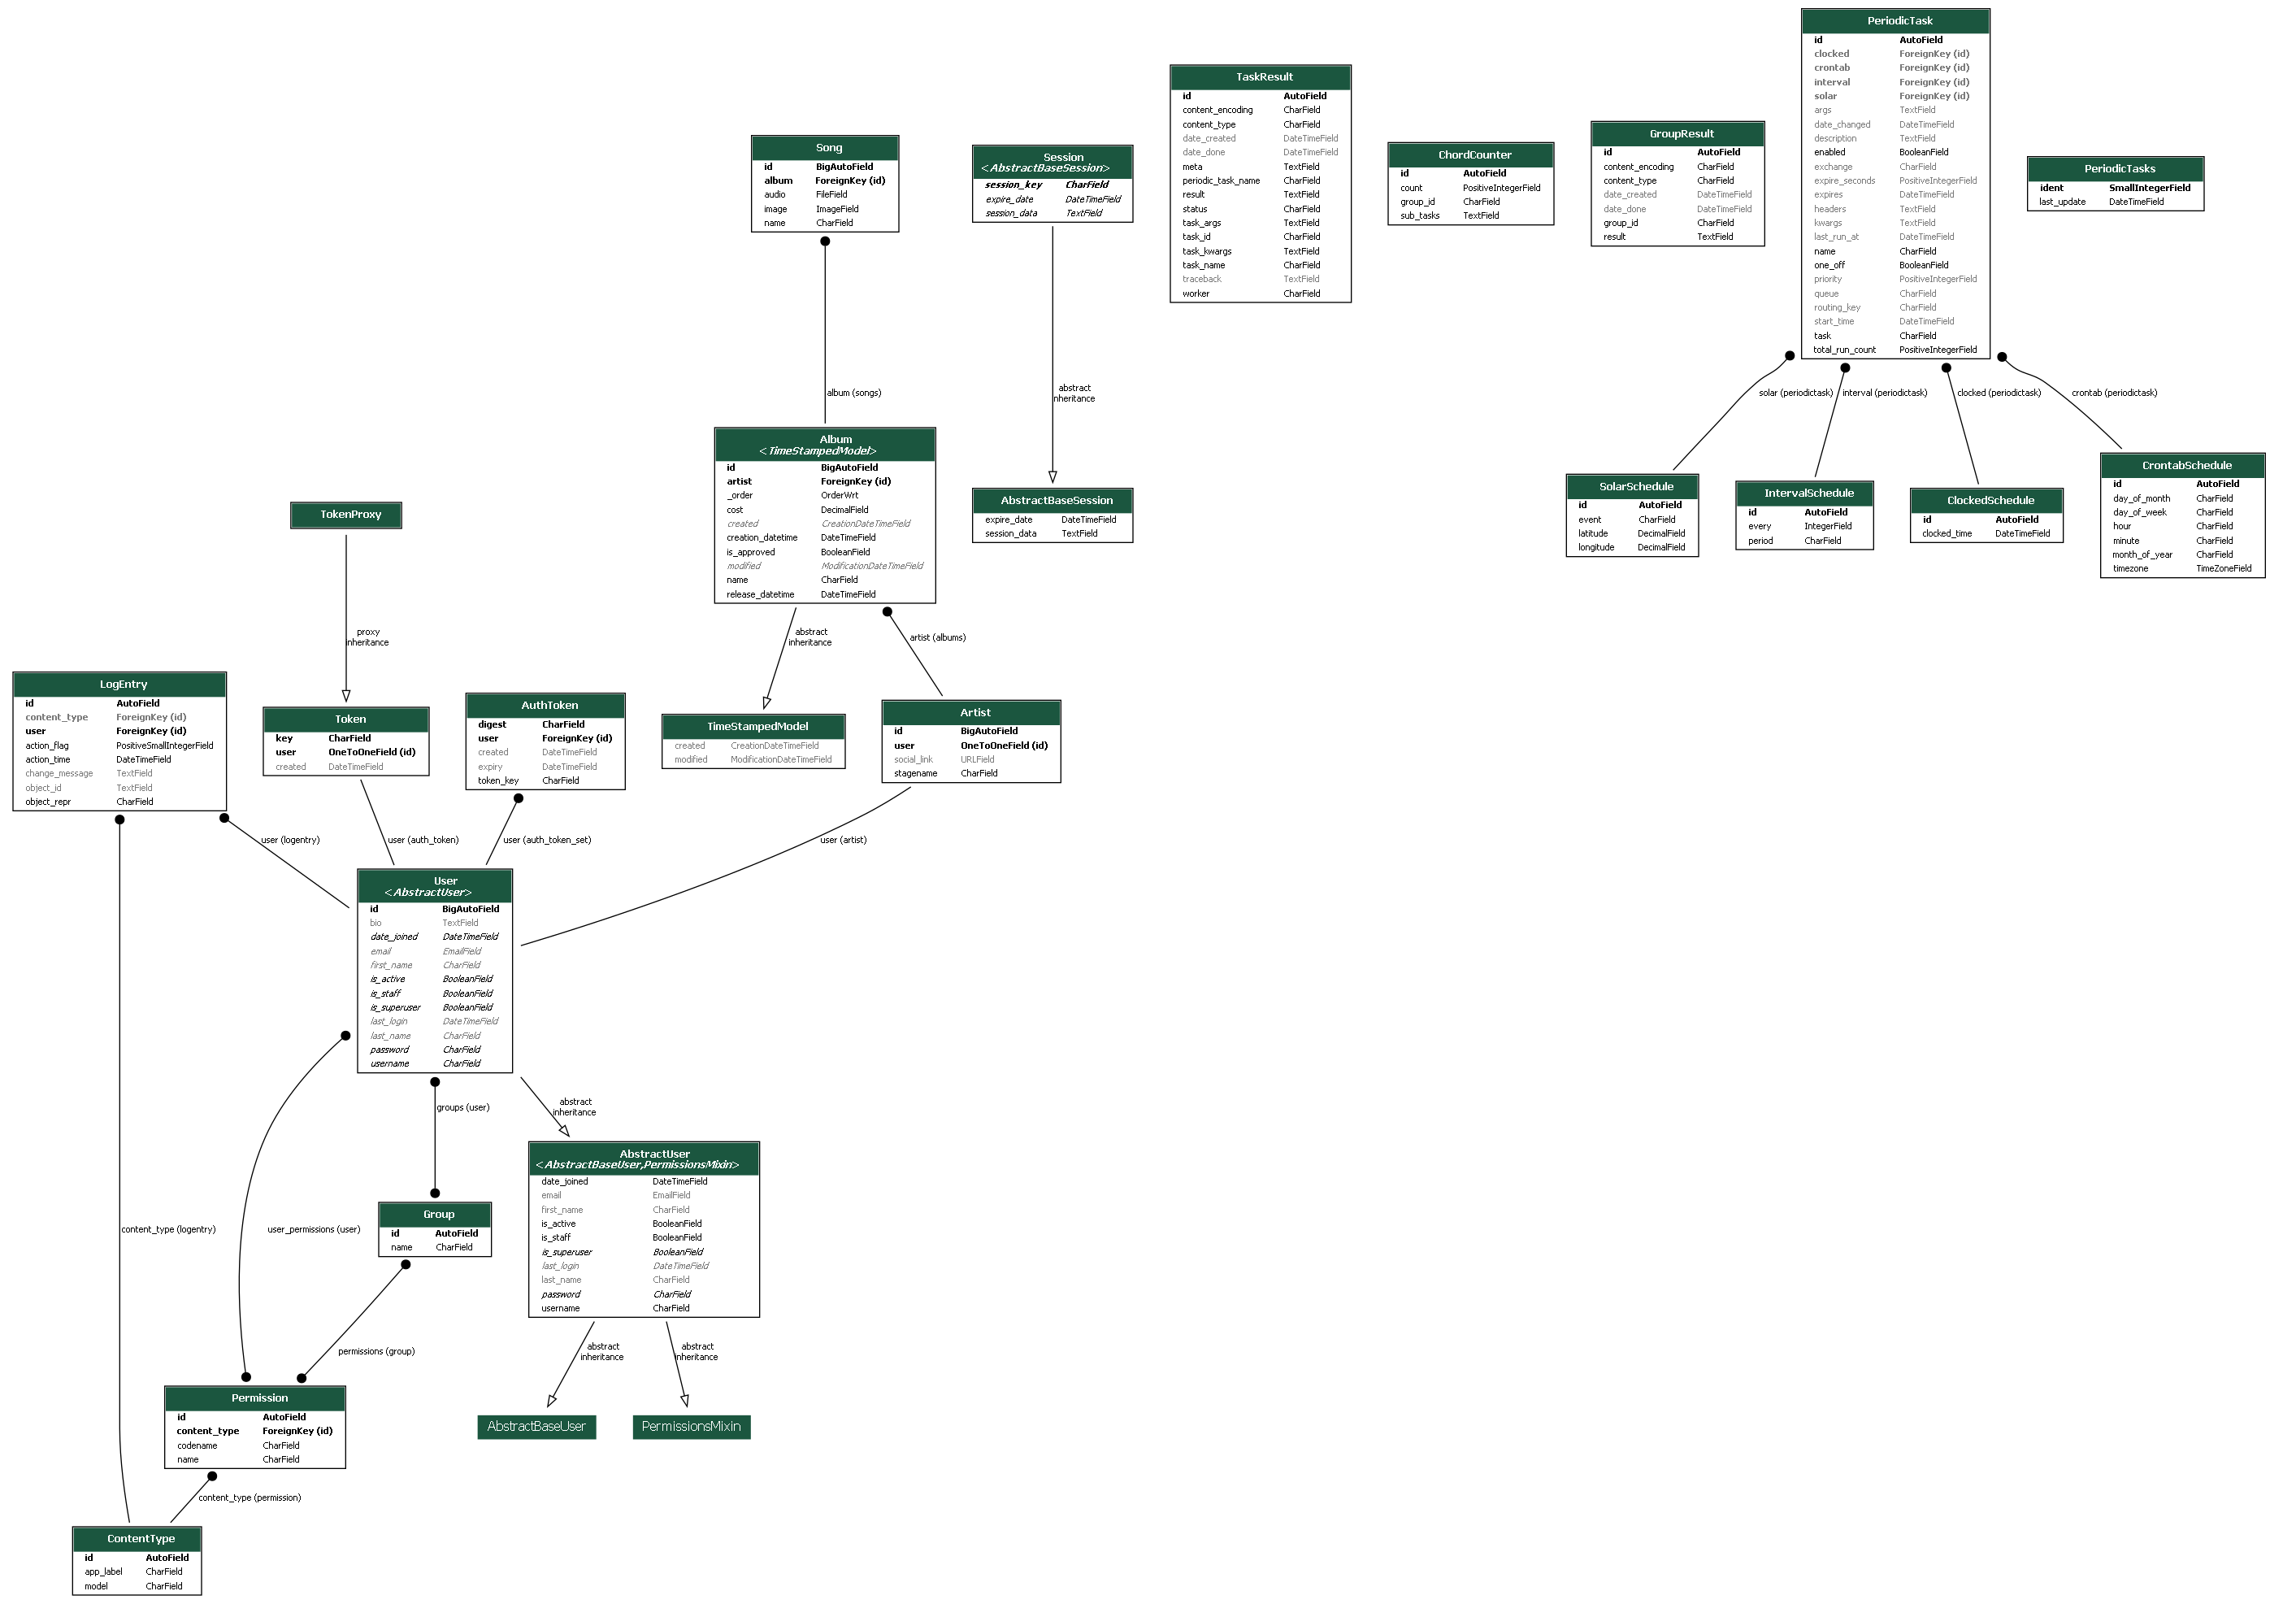 PeriodicTask
id AutoField
clocked ForeignKey (id)
crontab ForeignKey (id)
interval ForeignKey (id)
solar ForeignKey (id)
args TextField
date_changed DateTimeField
description TextField
enabled BooleanField
exchange CharField
expire_seconds PositiveIntegerField
expires DateTimeField
headers TextField
kwargs TextField
last_run_at DateTimeField
name CharField
one_off BooleanField
priority PositiveIntegerField
queue CharField
routing_key CharField
start_time DateTimeField
task CharField
total_run_count PositiveIntegerField
TaskResult
id AutoField
content_encoding CharField
content_type CharField
date_created DateTimeField
date_done DateTimeField
meta TextField
periodic_task_name CharField
result TextField
status CharField
task_args TextField
task_id CharField
task_kwargs TextField
task_name CharField
traceback TextField
worker CharField
GroupResult
id AutoField
content_encoding CharField
content_type CharField
date_created DateTimeField
date_done DateTimeField
group_id CharField
result TextField
Song
id BigAutoField
album ForeignKey (id)
audio FileField
image ImageField
name CharField
Session
<AbstractBaseSession>
session_key CharField
expire_date DateTimeField
session_data TextField
ChordCounter
id AutoField
count PositiveIntegerField
group_id CharField
sub_tasks TextField
PeriodicTasks
ident SmallIntegerField
last_update DateTimeField
album (songs)
abstract
inheritance
solar (periodictask)
interval (periodictask)
clocked (periodictask)
crontab (periodictask)
Album
<TimeStampedModel>
id BigAutoField
artist ForeignKey (id)
_order OrderWrt
cost DecimalField
created CreationDateTimeField
creation_datetime DateTimeField
is_approved BooleanField
modified ModificationDateTimeField
name CharField
release_datetime DateTimeField
AbstractBaseSession
expire_date DateTimeField
session_data TextField
SolarSchedule
id AutoField
event CharField
latitude DecimalField
longitude DecimalField
IntervalSchedule
id AutoField
every IntegerField
period CharField
ClockedSchedule
id AutoField
clocked_time DateTimeField
CrontabSchedule
id AutoField
day_of_month CharField
day_of_week CharField
hour CharField
minute CharField
month_of_year CharField
timezone TimeZoneField
TokenProxy
proxy
inheritance
abstract
inheritance
artist (albums)
LogEntry
id AutoField
content_type ForeignKey (id)
user ForeignKey (id)
action_flag PositiveSmallIntegerField
action_time DateTimeField
change_message TextField
object_id TextField
object_repr CharField
Token
key CharField
user OneToOneField (id)
created DateTimeField
AuthToken
digest CharField
user ForeignKey (id)
created DateTimeField
expiry DateTimeField
token_key CharField
TimeStampedModel
created CreationDateTimeField
modified ModificationDateTimeField
Artist
id BigAutoField
user OneToOneField (id)
social_link URLField
stagename CharField
user (logentry)
user (auth_token)
user (auth_token_set)
user (artist)
User
<AbstractUser>
id BigAutoField
bio TextField
date_joined DateTimeField
email EmailField
first_name CharField
is_active BooleanField
is_staff BooleanField
is_superuser BooleanField
last_login DateTimeField
last_name CharField
password CharField
username CharField
groups (user)
abstract
inheritance
AbstractUser
<AbstractBaseUser,PermissionsMixin>
date_joined DateTimeField
email EmailField
first_name CharField
is_active BooleanField
is_staff BooleanField
is_superuser BooleanField
last_login DateTimeField
last_name CharField
password CharField
username CharField
content_type (logentry)
user_permissions (user)
Group
id AutoField
name CharField
permissions (group)
abstract
inheritance
abstract
inheritance
Permission
id AutoField
content_type ForeignKey (id)
codename CharField
name CharField
AbstractBaseUser
PermissionsMixin
content_type (permission)
ContentType
id AutoField
app_label CharField
model CharField